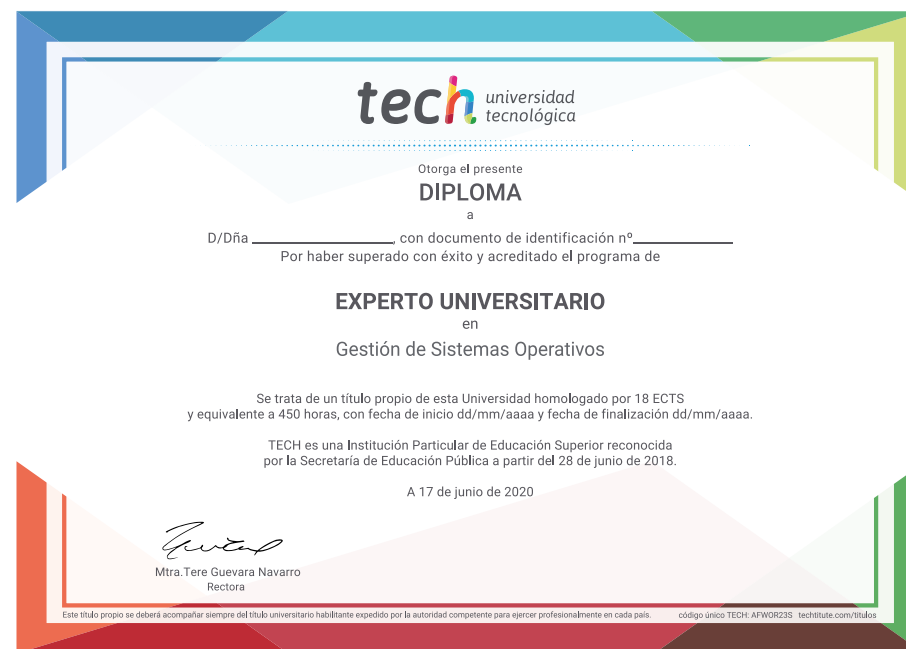 tech universidad
tecnológica
Otorga el presente
DIPLOMA
a
D/Dña ____________________, con documento de identificación nº______________
Por haber superado con éxito y acreditado el programa de
EXPERTO UNIVERSITARIO
en
Gestión de Sistemas Operativos
Se trata de un título propio de esta Universidad homologado por 18 ECTS
y equivalente a 450 horas, con fecha de inicio dd/mm/aaaa y fecha de finalización dd/mm/aaaa.
TECH es una Institución Particular de Educación Superior reconocida
por la Secretaría de Educación Pública a partir del 28 de junio de 2018.
A 17 de junio de 2020
Mtra.Tere Guevara Navarro
Rectora
Este título propio se deberá acompañar siempre del título universitario habilitante expedido por la autoridad competente para ejercer profesionalmente en cada país. código único TECH: AFWOR23S techtitute.com/titulos